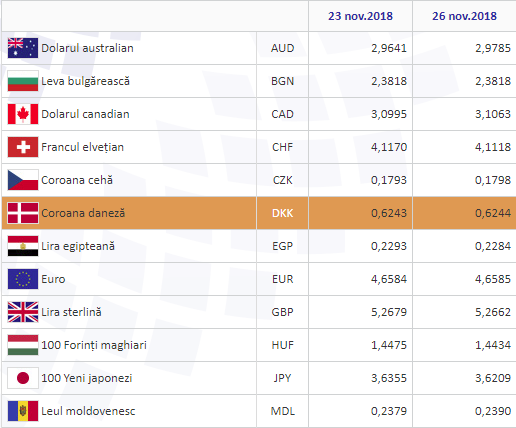 23 nov.2018 26 nov.2018
Dolarul australian AUD 2,9641 2,9785
Leva bulgărească BGN 2,3818 2,3818
Dolarul canadian CAD 3,0995 3,1063
Francul elvețian CHF 4,1170 4,1118
Coroana cehă CZK 0,1793 0,1798
Coroana daneză DKK 0,6243 0,6244
Lira egipteană EGP 0,2293 0,2284
Euro EUR 4,6584 4,6585
Lira sterlină GBP 5,2679 5,2662
100 Forinți maghiari HUF 1,4475 1,4434
100 Yeni japonezi JPY 3,6355 3,6209
Leul moldovenesc MDL 0,2379 0,2390